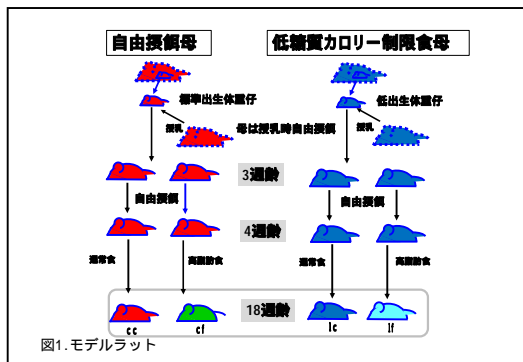 自由摂餌母
低糖質カロリー制限食母
標準出生体重仔
低出生体重仔
授乳
母は授乳時自由摂餌
授乳
3週齢
自由摂餌
自由摂餌
4週齢
通常食
高脂肪食
通常食
高脂肪食
18週齢
cc
cf
lc
lf
図1.モデルラット